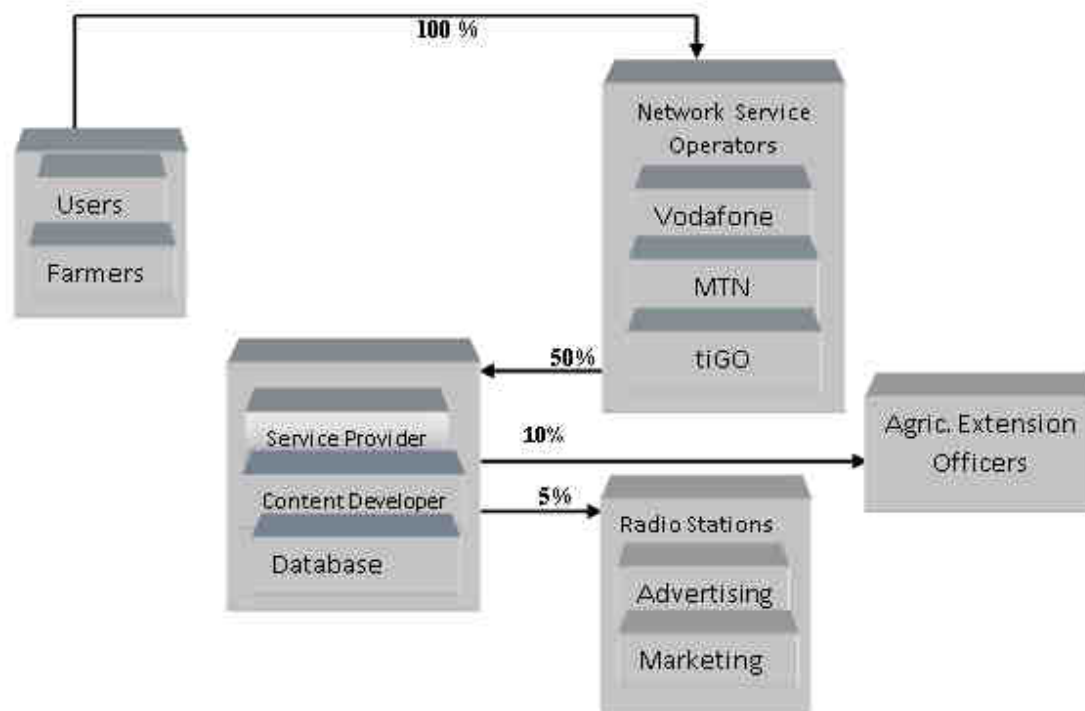 100 %
Network Service
Operators
Vodafone
MTN
tiGO
Users
Farmers
50%
Service Provider
Content Developer
Database
10%
5%
Agric. Extension
Officers
Radio Stations
Advertising
Marketing